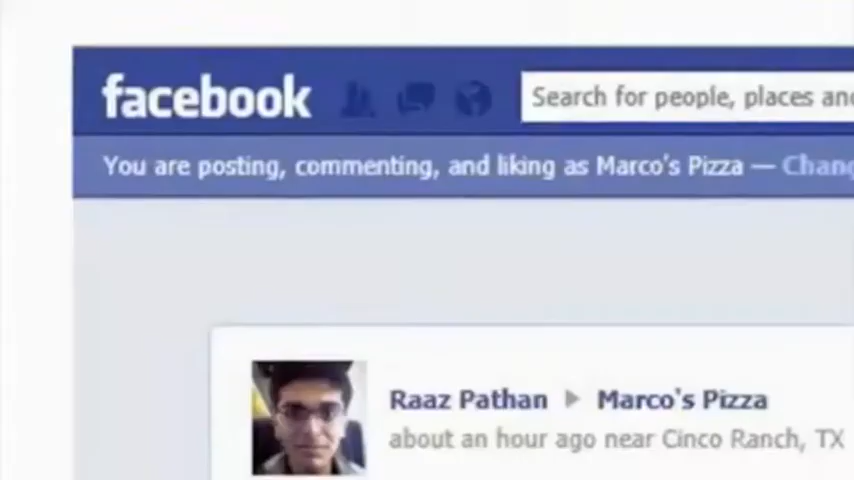 facebook
Search for people, places and
You are posting, commenting, and liking as Marco's Pizza — Chang
Raaz Pathan ▶ Marco's Pizza
about an hour ago near Cinco Ranch, TX